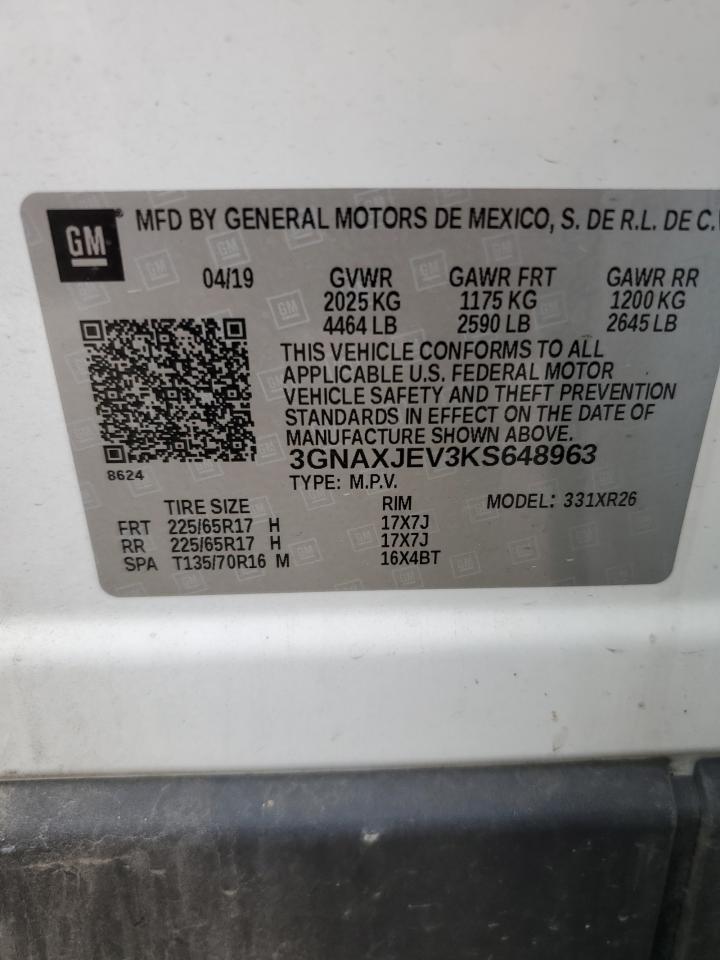 GM
MFD BY GENERAL MOTORS DE MEXICO, S. DE R.L. DE C.
04/19 GVWR GAWR FRT GAWR RR
2025 KG 1175 KG 1200 KG
4464 LB 2590 LB 2645 LB
THIS VEHICLE CONFORMS TO ALL
APPLICABLE U.S. FEDERAL MOTOR
VEHICLE SAFETY AND THEFT PREVENTION
STANDARDS IN EFFECT ON THE DATE OF
MANUFACTURE SHOWN ABOVE.
3GNAXJEV3KS648963
8624
TYPE: M.P.V.
TIRE SIZE RIM MODEL: 331XR26
FRT 225/65R17 H 17X7J
RR 225/65R17 H 17X7J
SPA T135/70R16 M 16X4BT